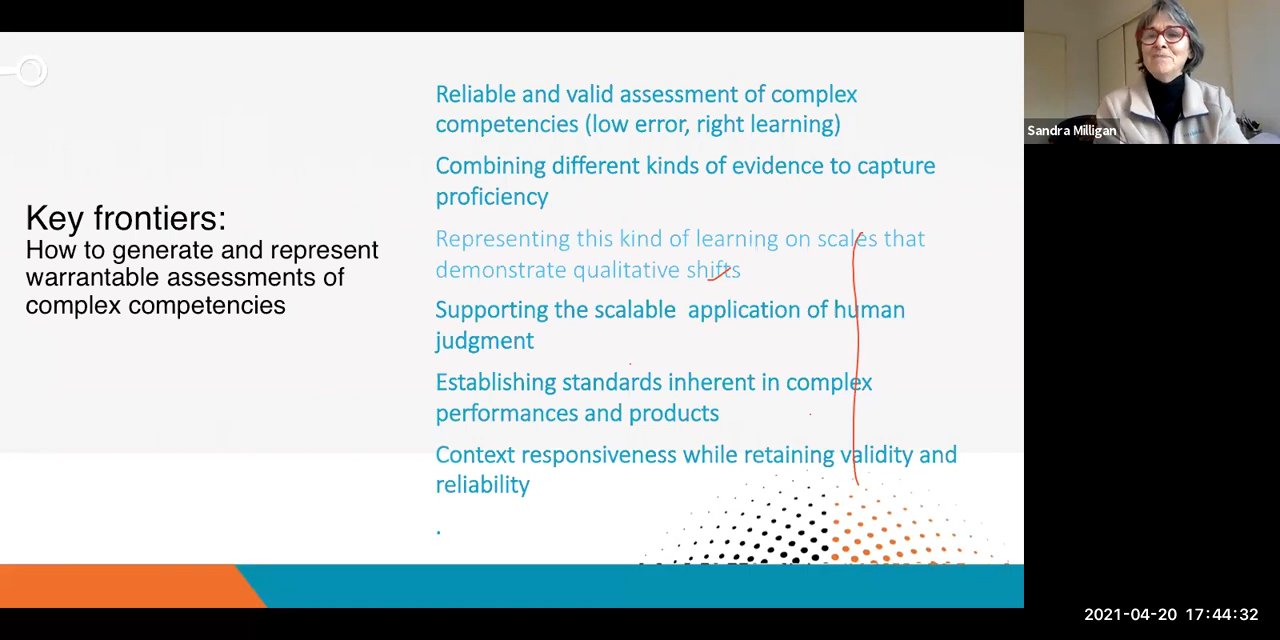 Key frontiers:
How to generate and represent
warrantable assessments of
complex competencies
Reliable and valid assessment of complex
competencies (low error, right learning)
Combining different kinds of evidence to capture
proficiency
Representing this kind of learning on scales that
demonstrate qualitative shifts
Supporting the scalable application of human
judgment
Establishing standards inherent in complex
performances and products
Context responsiveness while retaining validity and
reliability
.
Sandra Milligan
2021-04-20 17:44:32